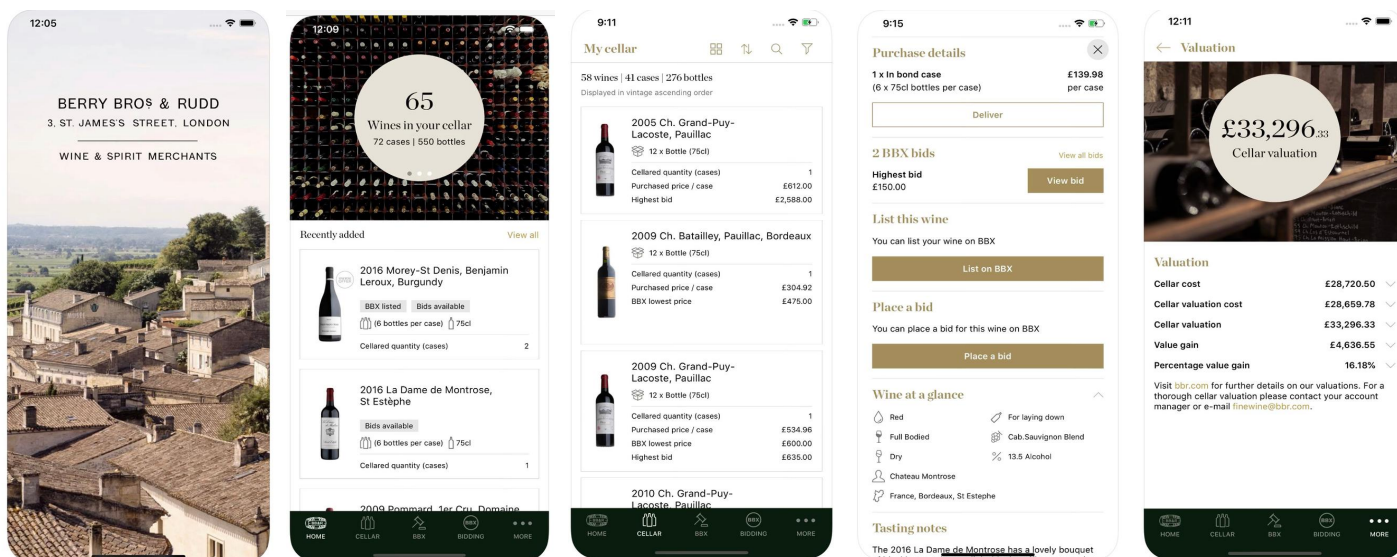 12:05
BERRY BROS & RUDD
3, ST. JAMES'S STREET, LONDON
WINE & SPIRIT MERCHANTS
12:09
65
Wines in your cellar
72 cases | 550 bottles
Recently added
View all
2016 Morey-St Denis, Benjamin
Leroux, Burgundy
BBX listed
Bids available
(6 bottles per case) 75cl
Cellared quantity (cases) 2
2016 La Dame de Montrose,
St Estèphe
Bids available
(6 bottles per case) 75cl
Cellared quantity (cases) 1
2009 Pommard, 1er Cru, Domaine
HOME CELLAR BBX BIDDING MORE
9:11
My cellar
58 wines | 41 cases | 276 bottles
Displayed in vintage ascending order
2005 Ch. Grand-Puy-
Lacoste, Pauillac
12 x Bottle (75cl)
Cellared quantity (cases) 1
Purchased price / case £612.00
Highest bid £2,588.00
2009 Ch. Batailley, Pauillac, Bordeaux
12 x Bottle (75cl)
Cellared quantity (cases) 1
Purchased price / case £304.92
BBX lowest price £475.00
2009 Ch. Grand-Puy-
Lacoste, Pauillac
12 x Bottle (75cl)
Cellared quantity (cases) 1
Purchased price / case £534.96
BBX lowest price £600.00
Highest bid £635.00
2010 Ch. Grand-Puy-
Lacoste, Pauillac
HOME CELLAR BBX BIDDING MORE
9:15
Purchase details
1 x In bond case £139.98
(6 x 75cl bottles per case) per case
Deliver
2 BBX bids View all bids
Highest bid
£150.00
View bid
List this wine
You can list your wine on BBX
List on BBX
Place a bid
You can place a bid for this wine on BBX
Place a bid
Wine at a glance
Red For laying down
Full Bodied Cab.Sauvignon Blend
Dry 13.5 Alcohol
Chateau Montrose
France, Bordeaux, St Estephe
Tasting notes
The 2016 La Dame de Montrose has a lovely bouquet
12:11
Valuation
£33,296.33
Cellar valuation
Valuation
Cellar cost £28,720.50
Cellar valuation cost £28,659.78
Cellar valuation £33,296.33
Value gain £4,636.55
Percentage value gain 16.18%
Visit bbr.com for further details on our valuations. For a
thorough cellar valuation please contact your account
manager or e-mail finewine@bbr.com.
HOME CELLAR BBX BIDDING MORE